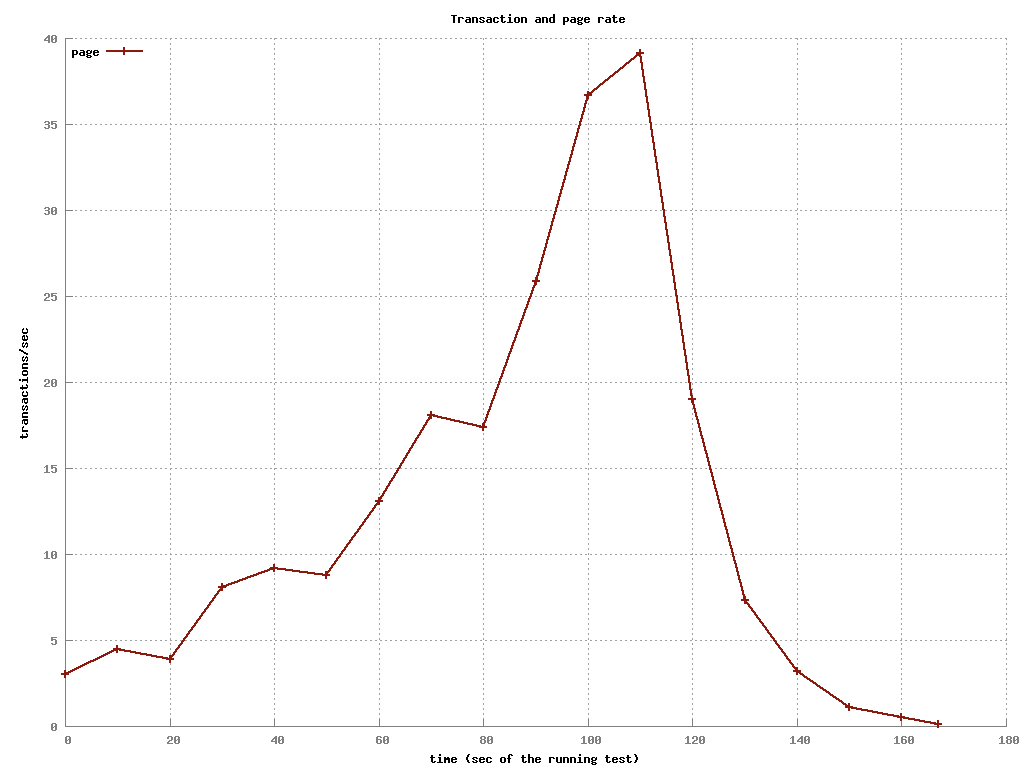 Transaction and page rate
page
40
35
30
25
20
15
10
5
0
transactions/sec
0 20 40 60 80 100 120 140 160 180
time (sec of the running test)